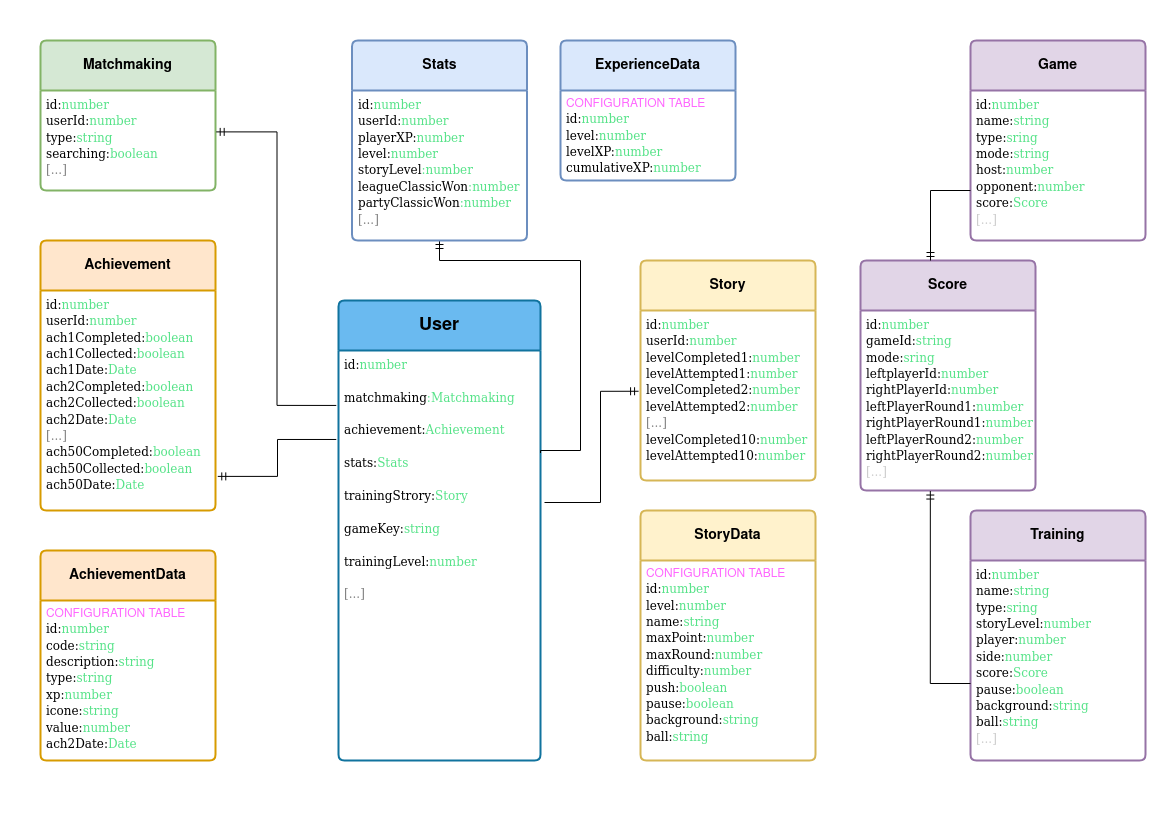 Matchmaking
id:number
userId:number
type:string
searching:boolean
[...]
Stats
id:number
userId:number
playerXP:number
level:number
storyLevel:number
leagueClassicWon:number
partyClassicWon:number
[...]
ExperienceData
CONFIGURATION TABLE
id:number
level:number
levelXP:number
cumulativeXP:number
Game
id:number
name:string
type:sring
mode:string
host:number
opponent:number
score:Score
[...]
Achievement
id:number
userId:number
ach1Completed:boolean
ach1Collected:boolean
ach1Date:Date
ach2Completed:boolean
ach2Collected:boolean
ach2Date:Date
[...]
ach50Completed:boolean
ach50Collected:boolean
ach50Date:Date
User
id:number
matchmaking:Matchmaking
achievement:Achievement
stats:Stats
trainingStrory:Story
gameKey:string
trainingLevel:number
[...]
Story
id:number
userId:number
levelCompleted1:number
levelAttempted1:number
levelCompleted2:number
levelAttempted2:number
[...]
levelCompleted10:number
levelAttempted10:number
Score
id:number
gameId:string
mode:sring
leftplayerId:number
rightPlayerId:number
leftPlayerRound1:number
rightPlayerRound1:number
leftPlayerRound2:number
rightPlayerRound2:number
[...]
AchievementData
CONFIGURATION TABLE
id:number
code:string
description:string
type:string
xp:number
icone:string
value:number
ach2Date:Date
StoryData
CONFIGURATION TABLE
id:number
level:number
name:string
maxPoint:number
maxRound:number
difficulty:number
push:boolean
pause:boolean
background:string
ball:string
Training
id:number
name:string
type:sring
storyLevel:number
player:number
side:number
score:Score
pause:boolean
background:string
ball:string
[...]